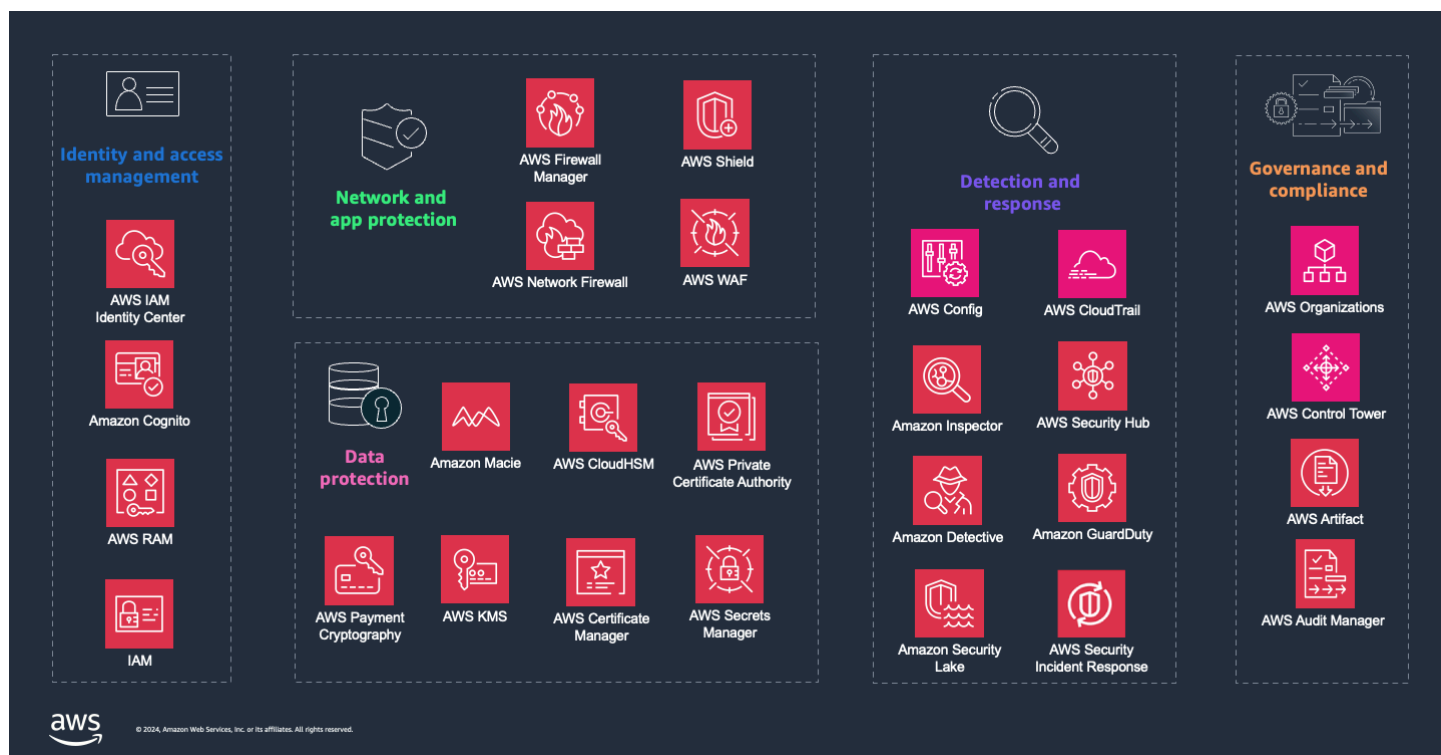 Identity and access
management
AWS IAM
Identity Center
Amazon Cognito
AWS RAM
IAM
Network and
app protection
AWS Firewall
Manager
AWS Shield
AWS Network Firewall
AWS WAF
Data
protection
Amazon Macie
AWS CloudHSM
AWS Private
Certificate Authority
AWS Payment
Cryptography
AWS KMS
AWS Certificate
Manager
AWS Secrets
Manager
Detection and
response
AWS Config
AWS CloudTrail
Amazon Inspector
AWS Security Hub
Amazon Detective
Amazon GuardDuty
Amazon Security
Lake
AWS Security
Incident Response
Governance and
compliance
AWS Organizations
AWS Control Tower
AWS Artifact
AWS Audit Manager
aws
© 2024, Amazon Web Services, Inc. or its affiliates. All rights reserved.